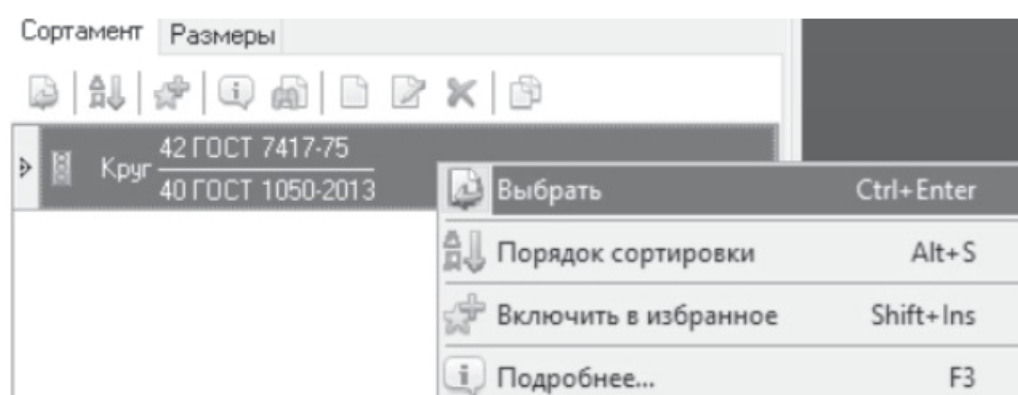 Сортамент Размеры
42 ГОСТ 7417-75
Круг
40 ГОСТ 1050-2013
Выбрать Ctrl+Enter
Порядок сортировки Alt+S
Включить в избранное Shift+Ins
Подробнее... F3